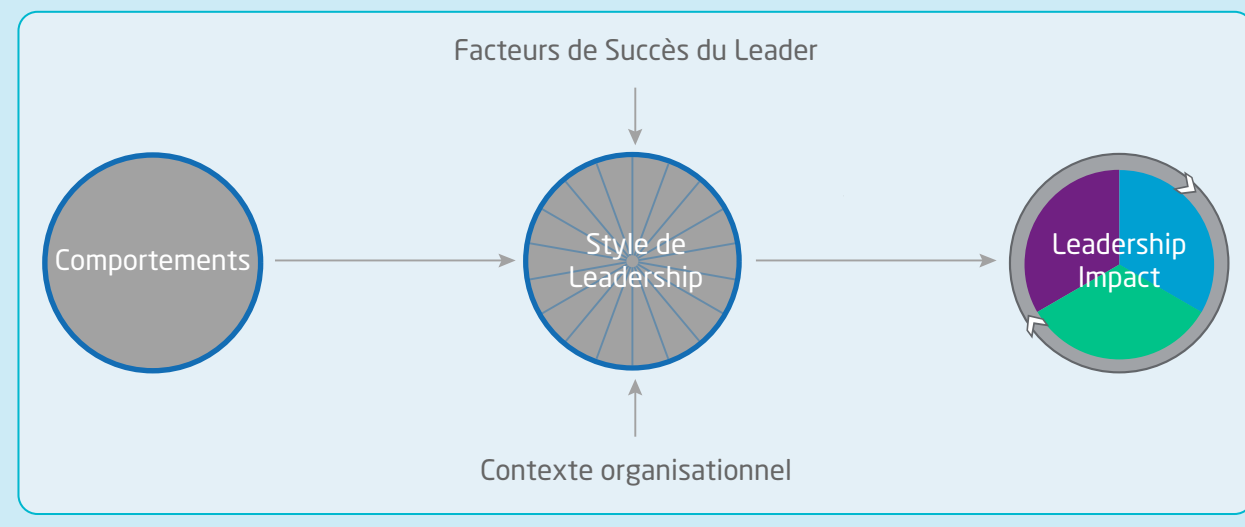 Facteurs de Succès du Leader
Comportements
Style de
Leadership
Leadership
Impact
Contexte organisationnel